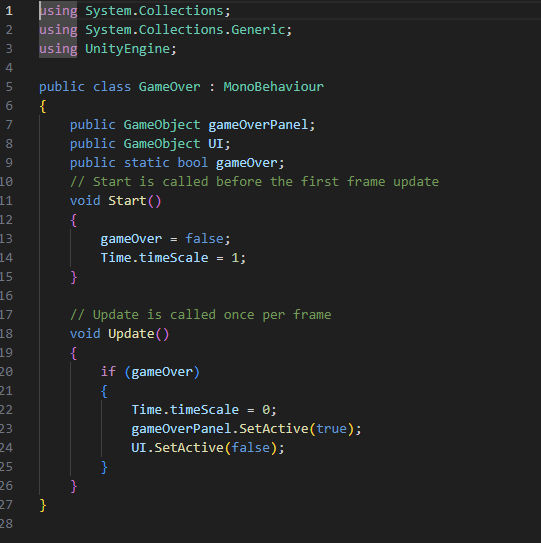 1 using System.Collections;
2 using System.Collections.Generic;
3 using UnityEngine;
4
5 public class GameOver : MonoBehaviour
6 {
7     public GameObject gameOverPanel;
8     public GameObject UI;
9     public static bool gameOver;
10     // Start is called before the first frame update
11     void Start()
12     {
13         gameOver = false;
14         Time.timeScale = 1;
15     }
16
17     // Update is called once per frame
18     void Update()
19     {
20         if (gameOver)
21         {
22             Time.timeScale = 0;
23             gameOverPanel.SetActive(true);
24             UI.SetActive(false);
25         }
26     }
27 }
28